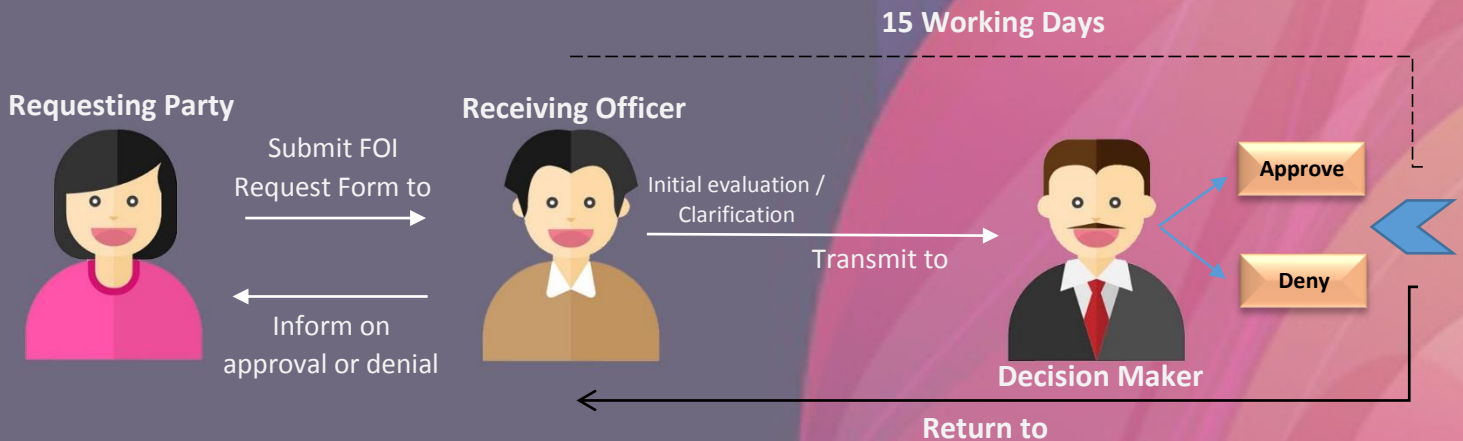 15 Working Days
Requesting Party
Receiving Officer
Submit FOI
Request Form to
Initial evaluation /
Clarification
Transmit to
Approve
Deny
Inform on
approval or denial
Decision Maker
Return to